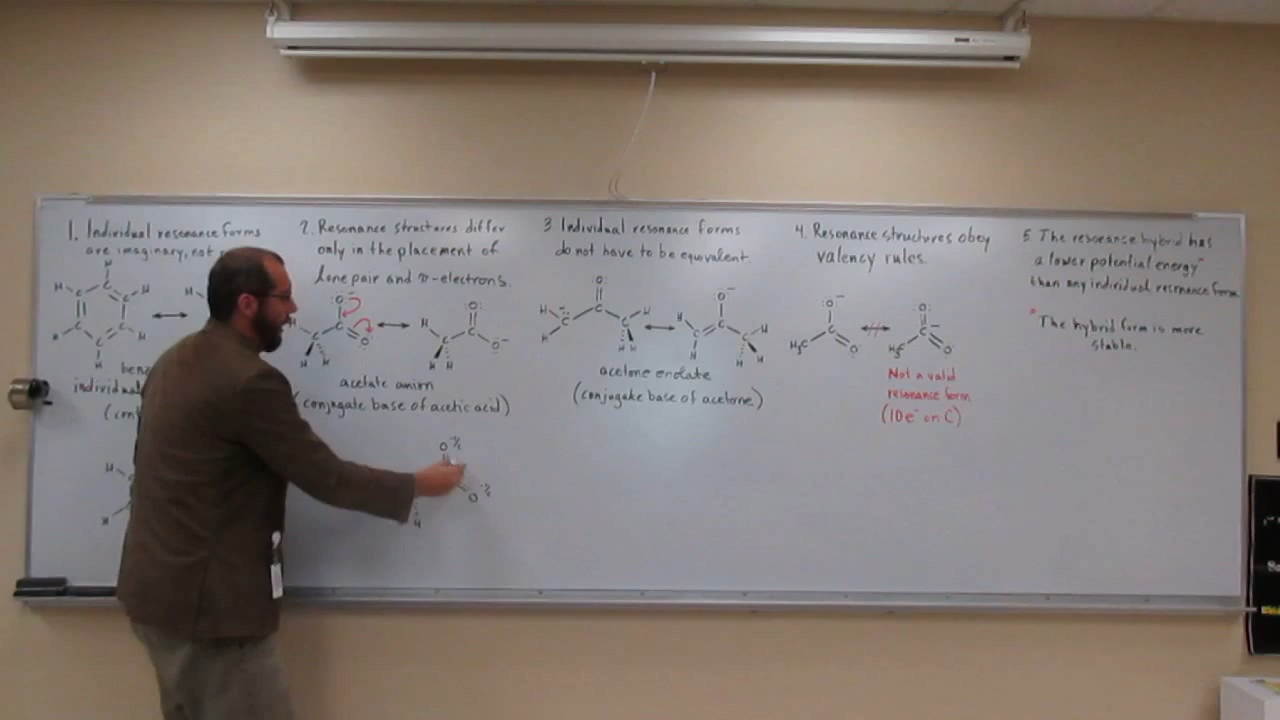 1. Individual resonance forms
are imaginary, not
individual
2. Resonance structures differ
only in the placement of
lone pair and π-electrons.
acetate anion
(conjugate base of acetic acid)
O -1/2
O -1/2
H
3 Individual resonance forms
do not have to be equivalent.
acetone enolate
(conjugate base of acetone)
4. Resonance structures obey
valency rules.
H₃C
H₃C
Not a valid
resonance form
(10e⁻ on C)
5. The resonance hybrid has
a lower potential energy*
than any individual resonance form
*The hybrid form is more
stable.